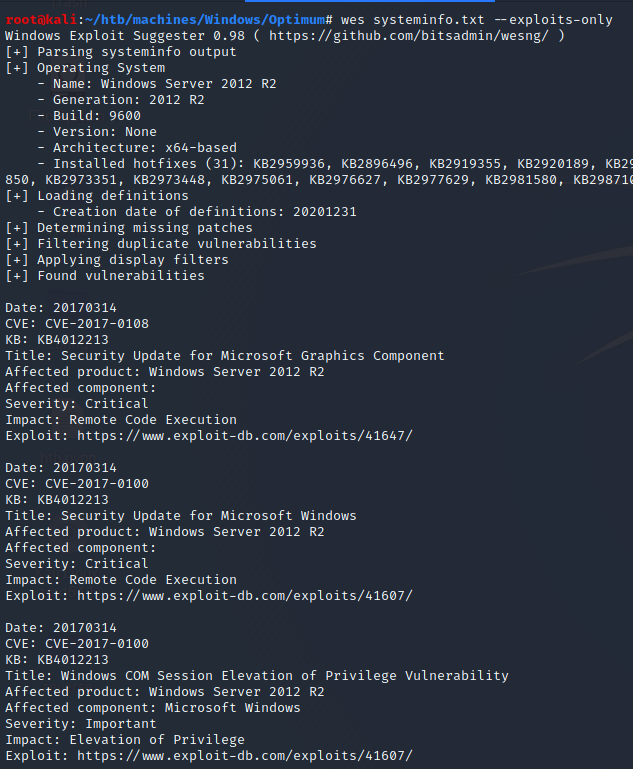 root@kali:~/htb/machines/Windows/Optimum# wes systeminfo.txt --exploits-only
Windows Exploit Suggester 0.98 ( https://github.com/bitsadmin/wesng/ )
[+] Parsing systeminfo output
[+] Operating System
    - Name: Windows Server 2012 R2
    - Generation: 2012 R2
    - Build: 9600
    - Version: None
    - Architecture: x64-based
    - Installed hotfixes (31): KB2959936, KB2896496, KB2919355, KB2920189, KB29
850, KB2973351, KB2973448, KB2975061, KB2976627, KB2977629, KB2981580, KB298710
[+] Loading definitions
    - Creation date of definitions: 20201231
[+] Determining missing patches
[+] Filtering duplicate vulnerabilities
[+] Applying display filters
[+] Found vulnerabilities

Date: 20170314
CVE: CVE-2017-0108
KB: KB4012213
Title: Security Update for Microsoft Graphics Component
Affected product: Windows Server 2012 R2
Affected component:
Severity: Critical
Impact: Remote Code Execution
Exploit: https://www.exploit-db.com/exploits/41647/

Date: 20170314
CVE: CVE-2017-0100
KB: KB4012213
Title: Security Update for Microsoft Windows
Affected product: Windows Server 2012 R2
Affected component:
Severity: Critical
Impact: Remote Code Execution
Exploit: https://www.exploit-db.com/exploits/41607/

Date: 20170314
CVE: CVE-2017-0100
KB: KB4012213
Title: Windows COM Session Elevation of Privilege Vulnerability
Affected product: Windows Server 2012 R2
Affected component: Microsoft Windows
Severity: Important
Impact: Elevation of Privilege
Exploit: https://www.exploit-db.com/exploits/41607/